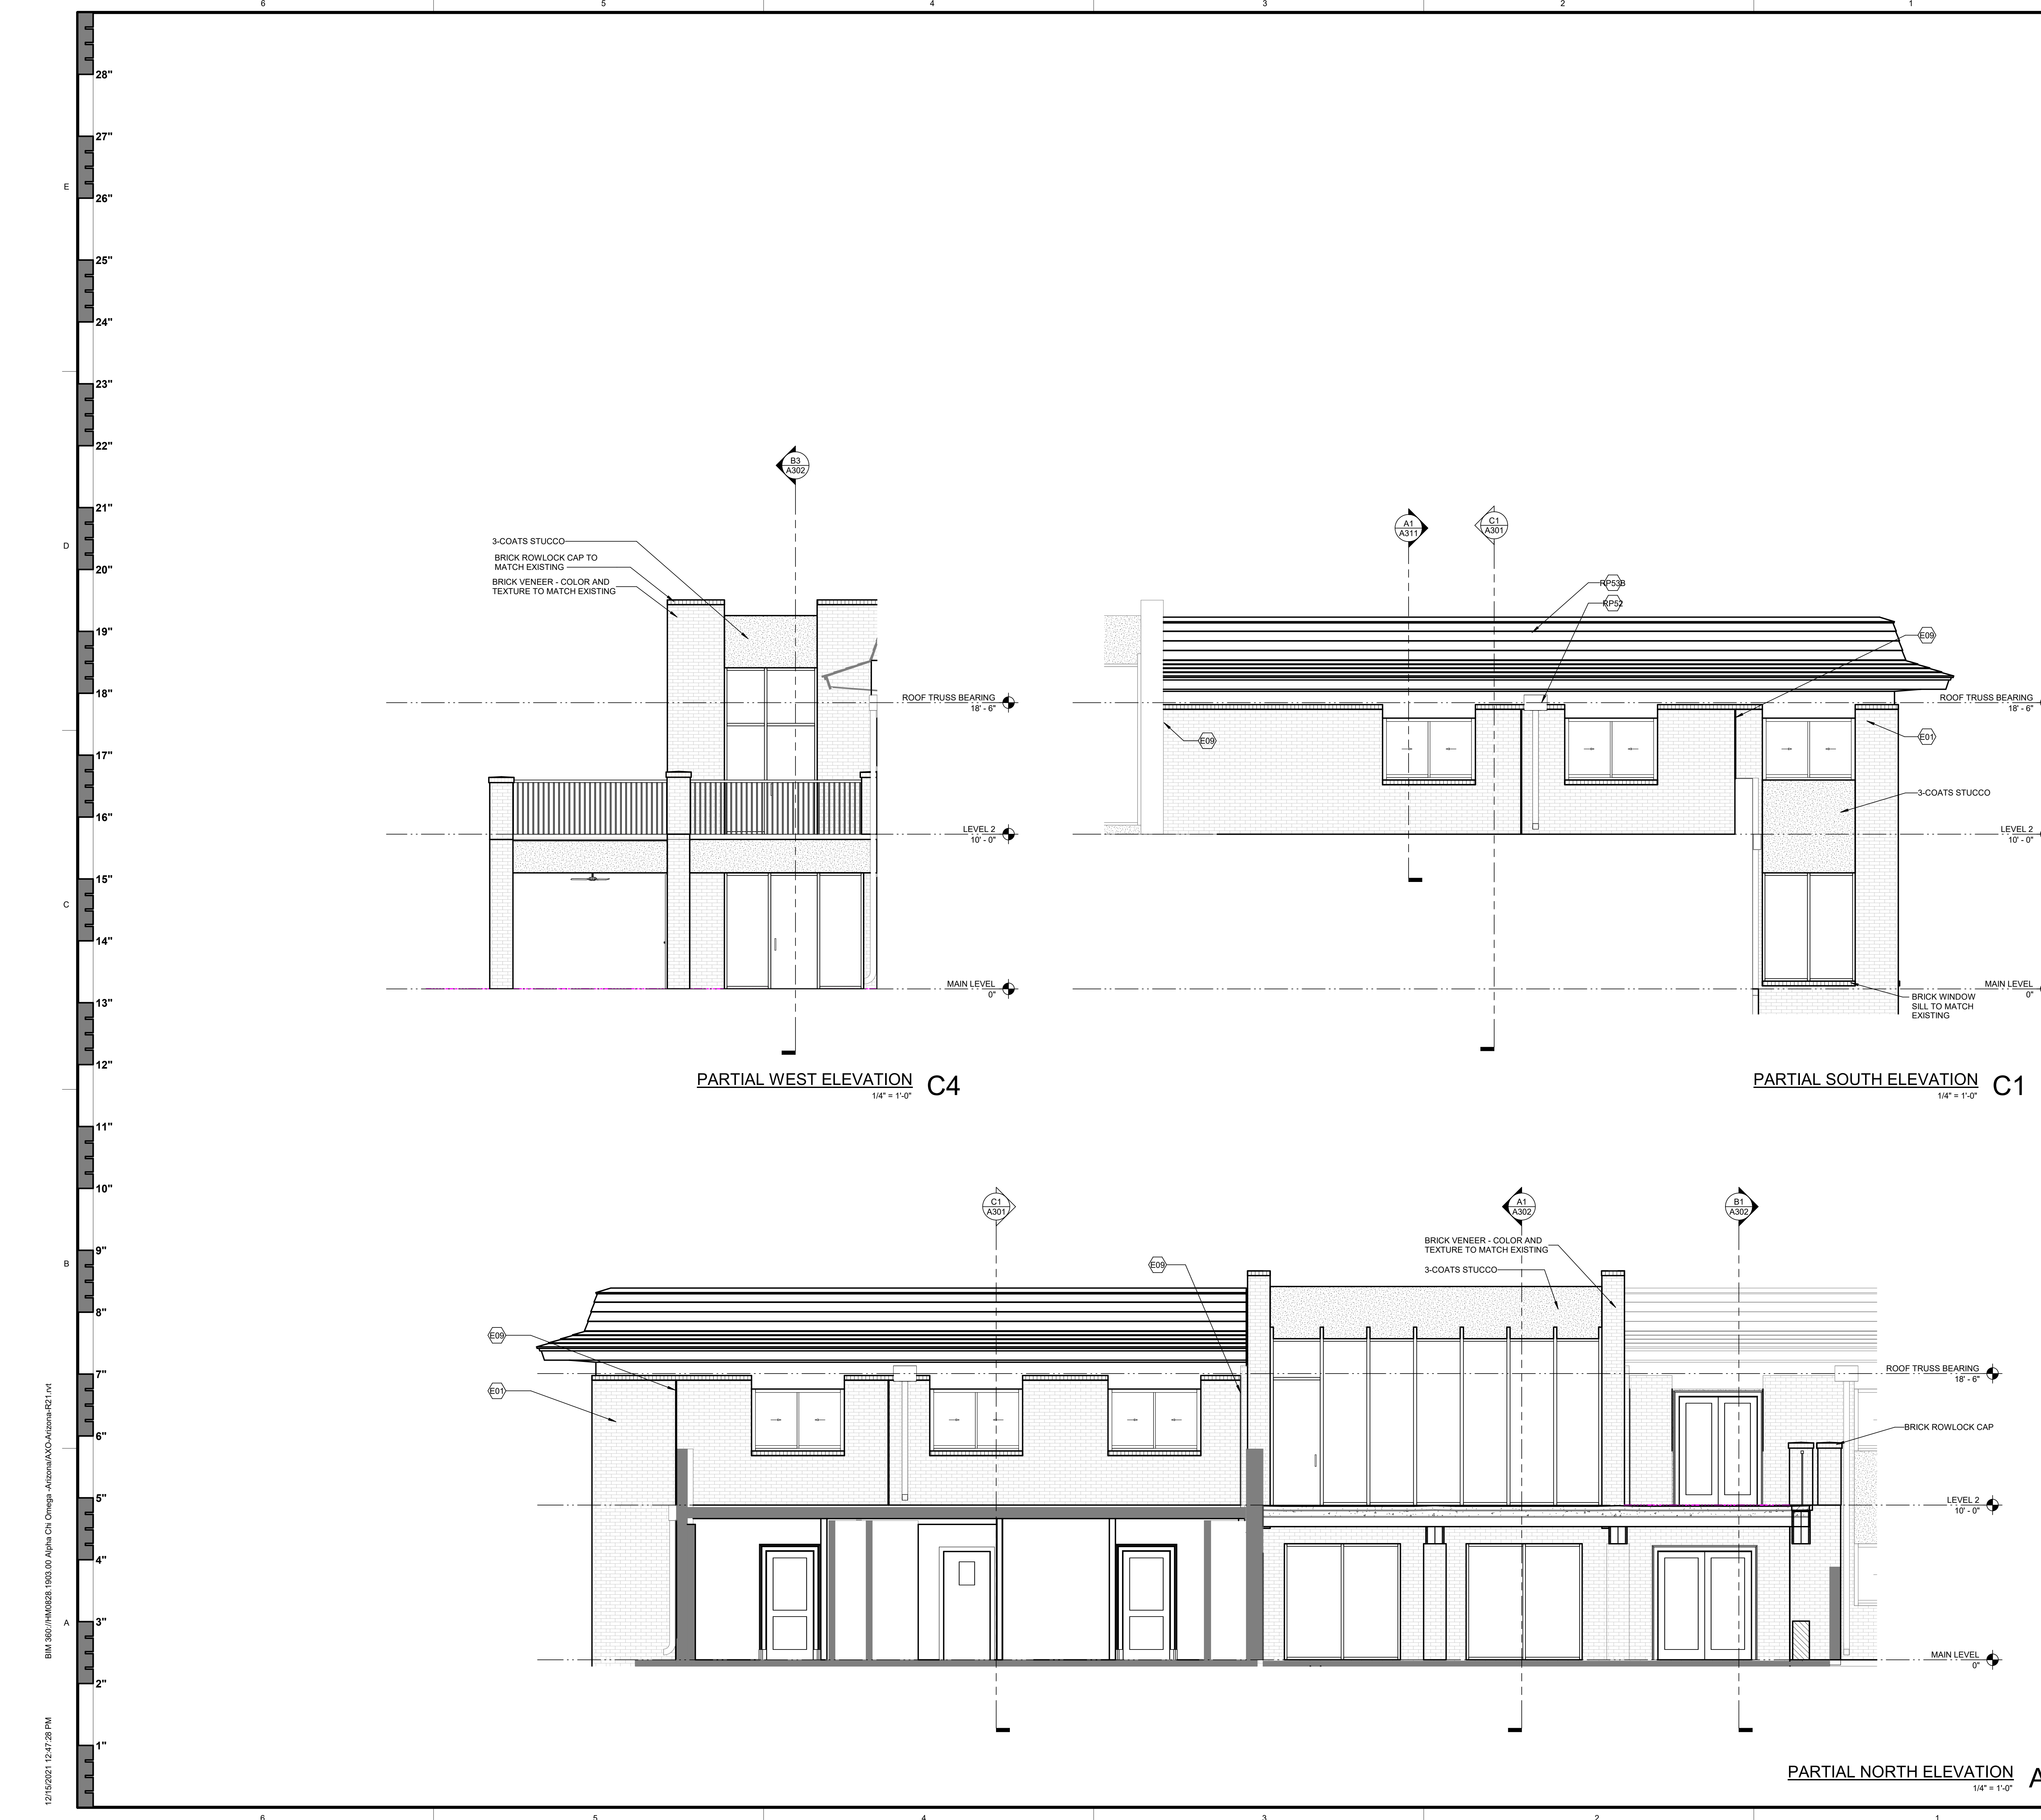 6 5 4 3 2 1
28"
27"
E
26"
25"
24"
23"
22"
21"
D
20"
19"
18"
17"
16"
15"
C
14"
13"
12"
11"
10"
B
9"
8"
7"
6"
5"
4"
A
3"
2"
1"
B3
A302
3-COATS STUCCO
BRICK ROWLOCK CAP TO
MATCH EXISTING
BRICK VENEER - COLOR AND
TEXTURE TO MATCH EXISTING
ROOF TRUSS BEARING
18' - 6"
LEVEL 2
10' - 0"
MAIN LEVEL
0"
PARTIAL WEST ELEVATION C4
1/4" = 1'-0"
A1
A311
C1
A301
RP53B
RP52
E09
ROOF TRUSS BEARING
18' - 6"
E09
E01
3-COATS STUCCO
LEVEL 2
10' - 0"
MAIN LEVEL
0"
BRICK WINDOW
SILL TO MATCH
EXISTING
PARTIAL SOUTH ELEVATION C1
1/4" = 1'-0"
C1
A301
A1
A302
B1
A302
BRICK VENEER - COLOR AND
TEXTURE TO MATCH EXISTING
E09
3-COATS STUCCO
E09
ROOF TRUSS BEARING
18' - 6"
E01
BRICK ROWLOCK CAP
LEVEL 2
10' - 0"
MAIN LEVEL
0"
PARTIAL NORTH ELEVATION A
1/4" = 1'-0"
BIM 360://HM0828.1903.00 Alpha Chi Omega -Arizona/AXO-Arizona-R21.rvt
12/15/2021 12:47:28 PM
6 5 4 3 2 1